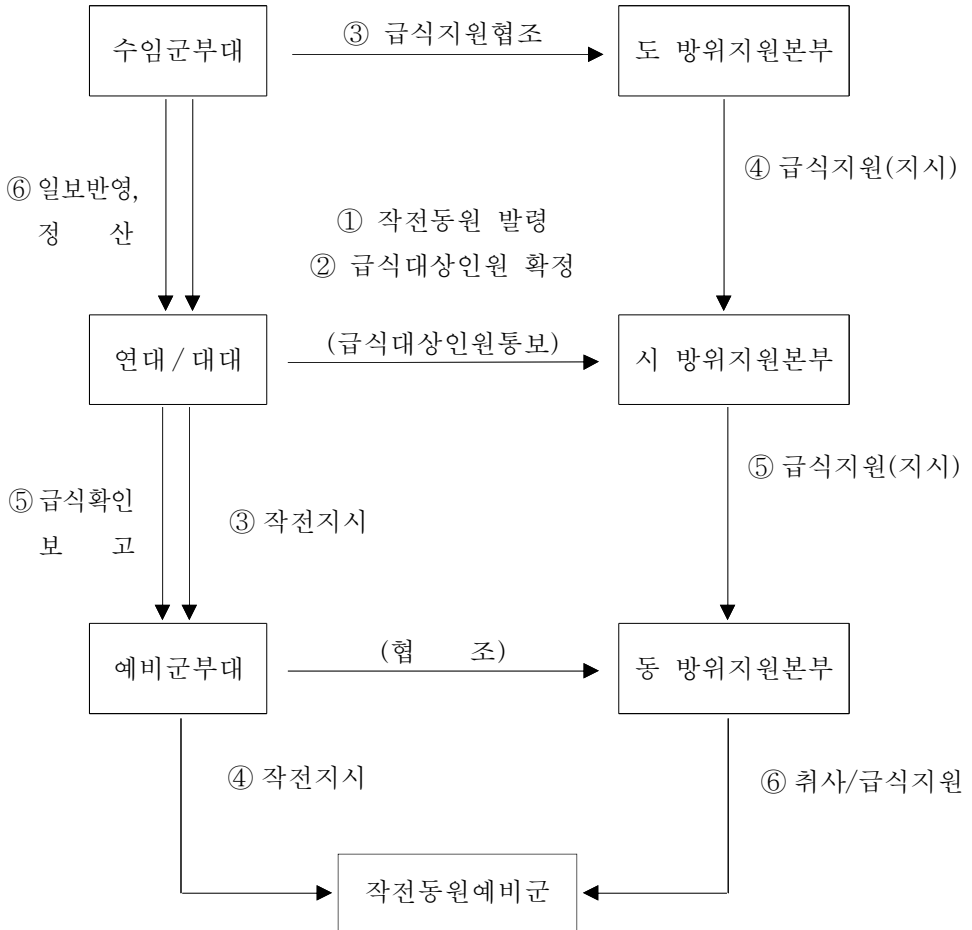 수임군부대
③ 급식지원협조
도 방위지원본부
⑥ 일보반영,
정 산
④ 급식지원(지시)
① 작전동원 발령
② 급식대상인원 확정
연대/대대
(급식대상인원통보)
시 방위지원본부
⑤ 급식확인
보 고
③ 작전지시
⑤ 급식지원(지시)
예비군부대
(협 조)
동 방위지원본부
④ 작전지시
⑥ 취사/급식지원
작전동원예비군